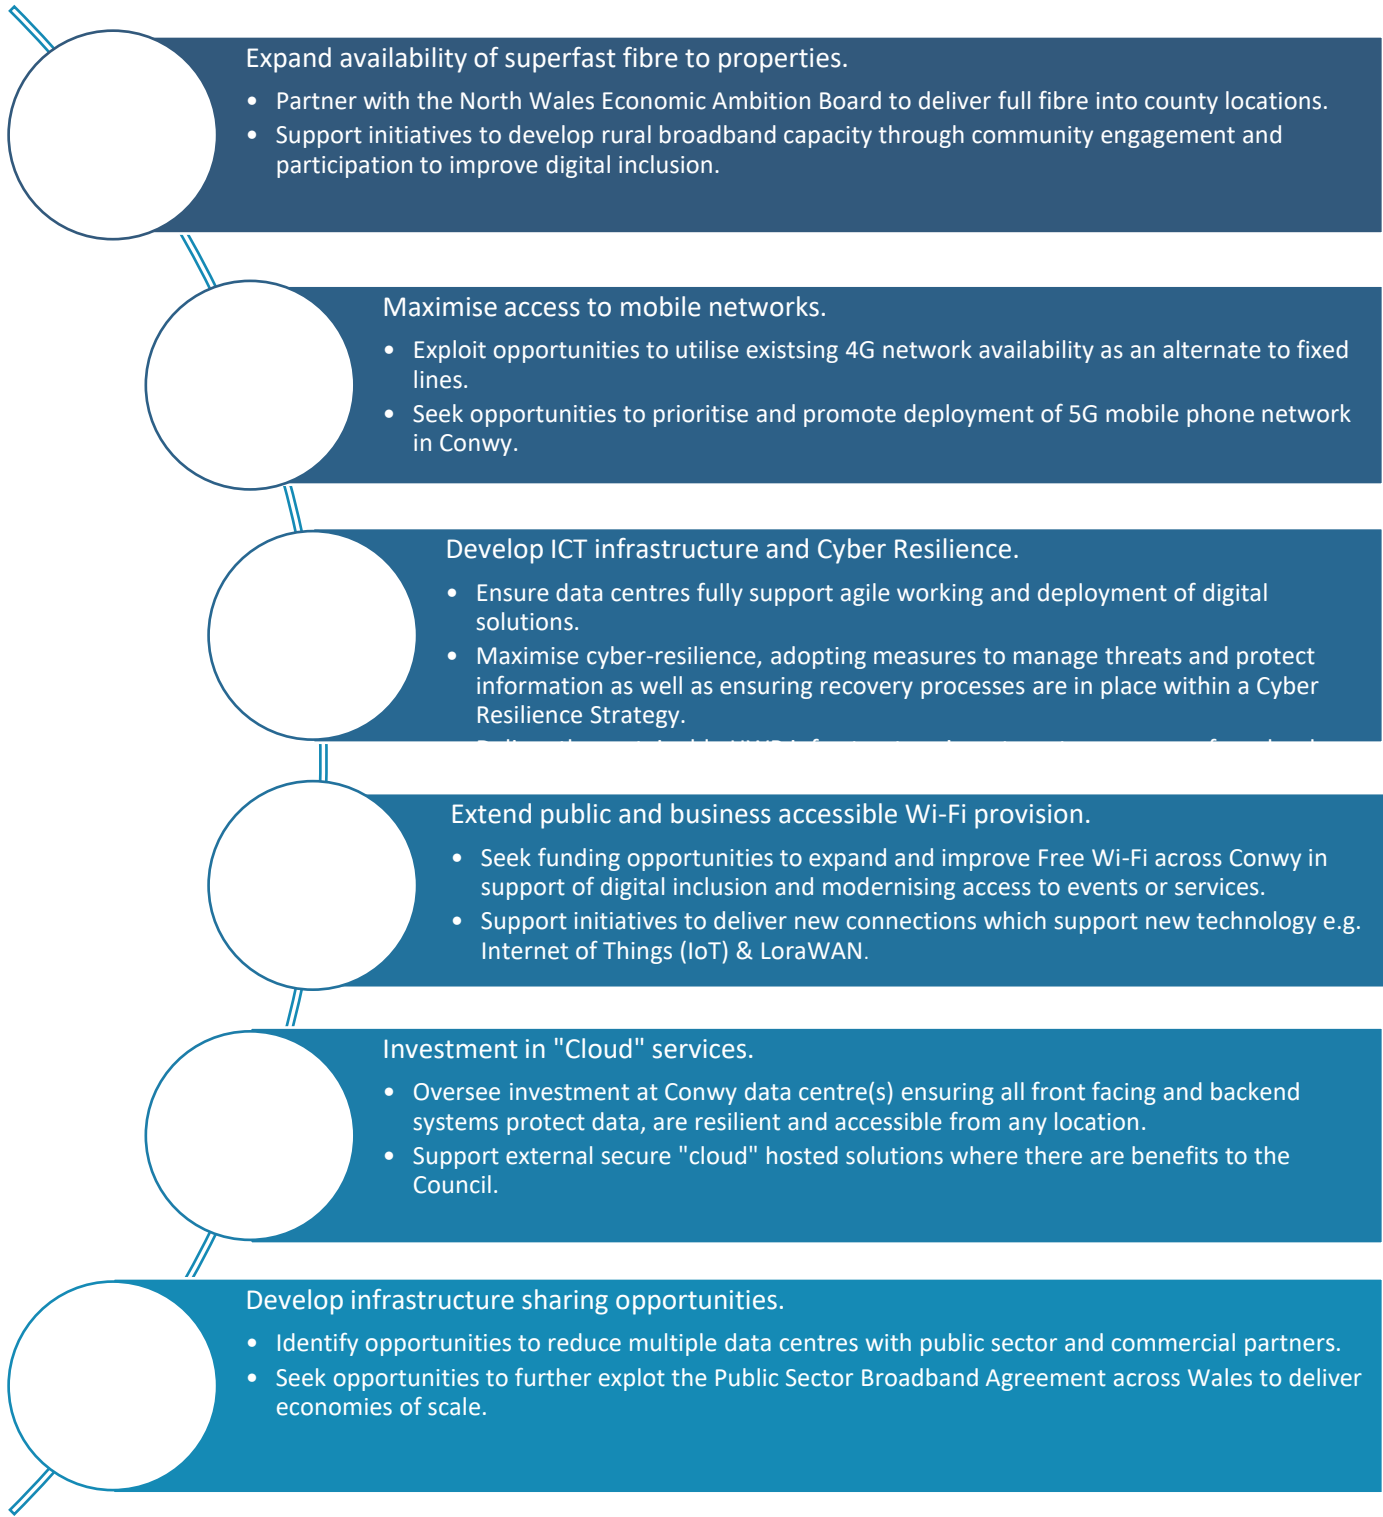 Expand availability of superfast fibre to properties.
• Partner with the North Wales Economic Ambition Board to deliver full fibre into county locations.
• Support initiatives to develop rural broadband capacity through community engagement and
participation to improve digital inclusion.
Maximise access to mobile networks.
• Exploit opportunities to utilise existsing 4G network availability as an alternate to fixed
lines.
• Seek opportunities to prioritise and promote deployment of 5G mobile phone network
in Conwy.
Develop ICT infrastructure and Cyber Resilience.
• Ensure data centres fully support agile working and deployment of digital
solutions.
• Maximise cyber-resilience, adopting measures to manage threats and protect
information as well as ensuring recovery processes are in place within a Cyber
Resilience Strategy.
Extend public and business accessible Wi-Fi provision.
• Seek funding opportunities to expand and improve Free Wi-Fi across Conwy in
support of digital inclusion and modernising access to events or services.
• Support initiatives to deliver new connections which support new technology e.g.
Internet of Things (IoT) & LoraWAN.
Investment in "Cloud" services.
• Oversee investment at Conwy data centre(s) ensuring all front facing and backend
systems protect data, are resilient and accessible from any location.
• Support external secure "cloud" hosted solutions where there are benefits to the
Council.
Develop infrastructure sharing opportunities.
• Identify opportunities to reduce multiple data centres with public sector and commercial partners.
• Seek opportunities to further explot the Public Sector Broadband Agreement across Wales to deliver
economies of scale.